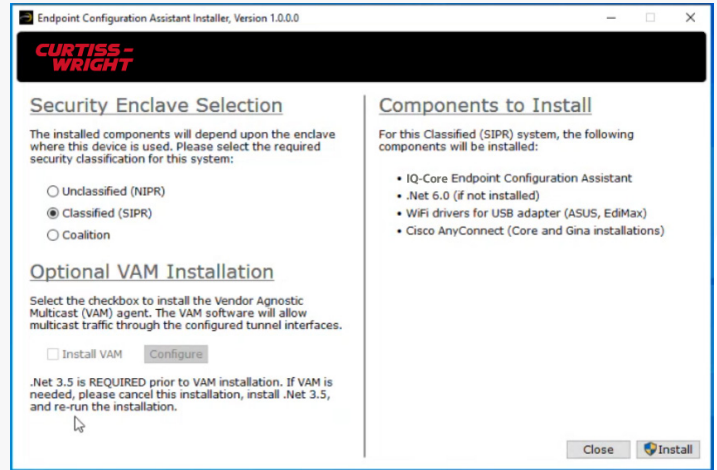 Endpoint Configuration Assistant Installer, Version 1.0.0.0
CURTISS-
WRIGHT
Security Enclave Selection
The installed components will depend upon the enclave
where this device is used. Please select the required
security classification for this system:
Unclassified (NIPR)
Classified (SIPR)
Coalition
Optional VAM Installation
Select the checkbox to install the Vendor Agnostic
Multicast (VAM) agent. The VAM software will allow
multicast traffic through the configured tunnel interfaces.
Install VAM Configure
.Net 3.5 is REQUIRED prior to VAM installation. If VAM is
needed, please cancel this installation, install .Net 3.5,
and re-run the installation.
Components to Install
For this Classified (SIPR) system, the following
components will be installed:
• IQ-Core Endpoint Configuration Assistant
• .Net 6.0 (if not installed)
• WiFi drivers for USB adapter (ASUS, EdiMax)
• Cisco AnyConnect (Core and Gina installations)
Close Install